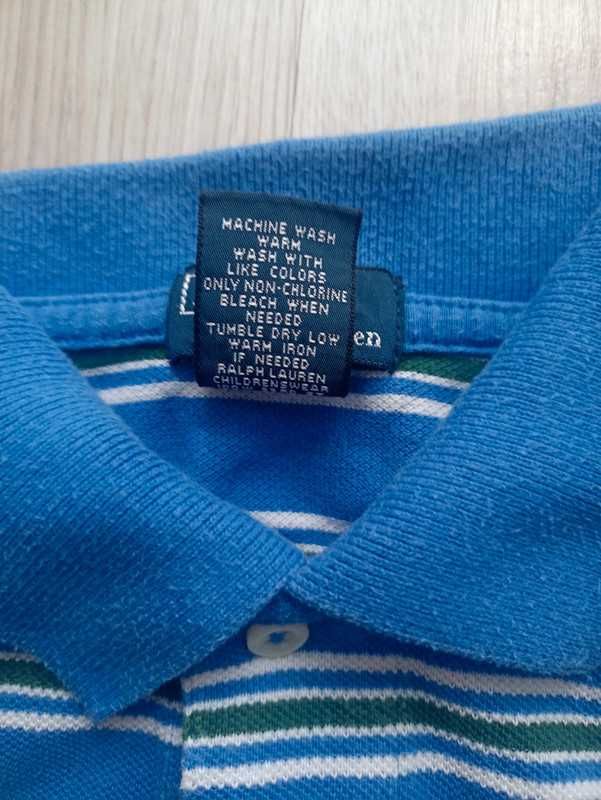 MACHINE WASH
WARM
WASH WITH
LIKE COLORS
ONLY NON-CHLORINE
BLEACH WHEN
NEEDED
TUMBLE DRY LOW
WARM IRON
IF NEEDED
RALPH LAUREN
CHILDRENSWEAR
en